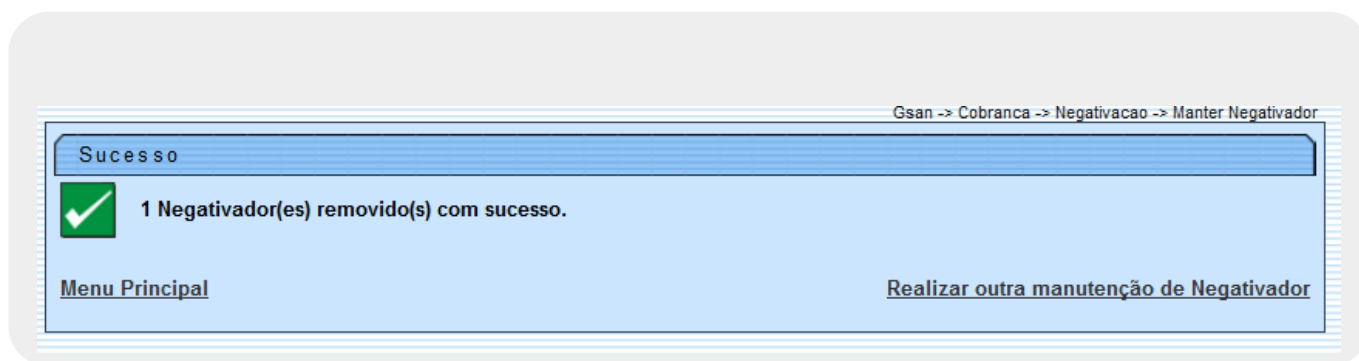 Gsan -> Cobranca -> Negativacao -> Manter Negativador
Sucesso
1 Negativador(es) removido(s) com sucesso.
Menu Principal
Realizar outra manutenção de Negativador